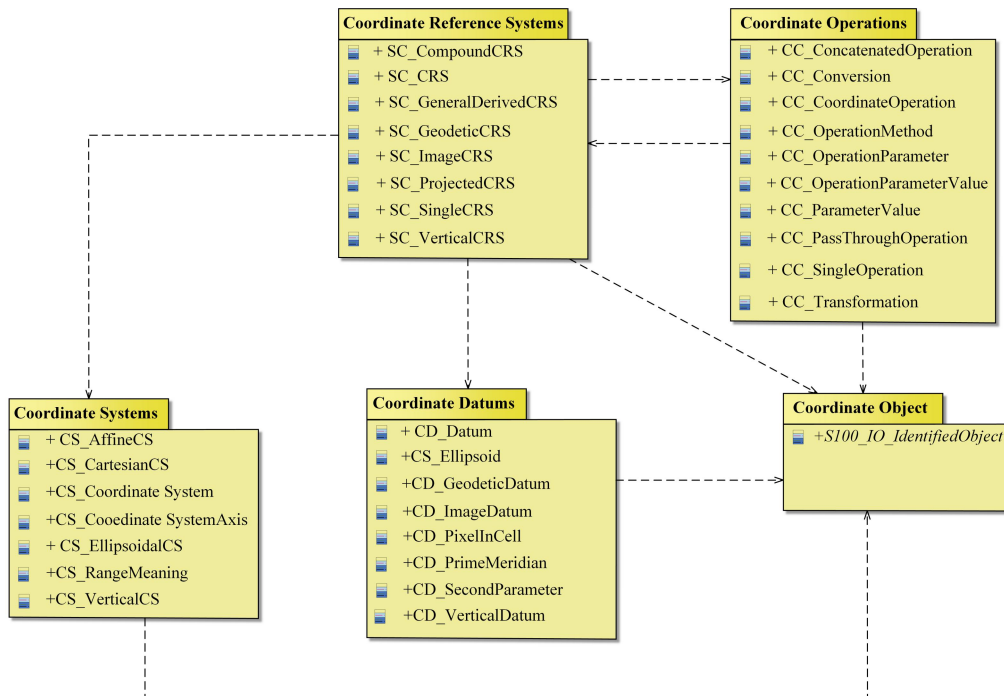 Coordinate Reference Systems
+ SC_CompoundCRS
+ SC_CRS
+ SC_GeneralDerivedCRS
+ SC_GeodeticCRS
+ SC_ImageCRS
+ SC_ProjectedCRS
+ SC_SingleCRS
+ SC_VerticalCRS
Coordinate Operations
+ CC_ConcatenatedOperation
+ CC_Conversion
+ CC_CoordinateOperation
+ CC_OperationMethod
+ CC_OperationParameter
+ CC_OperationParameterValue
+ CC_ParameterValue
+ CC_PassThroughOperation
+ CC_SingleOperation
+ CC_Transformation
Coordinate Systems
+ CS_AffineCS
+CS_CartesianCS
+CS_Coordinate System
+CS_Cooedinate SystemAxis
+ CS_EllipsoidalCS
+CS_RangeMeaning
+CS_VerticalCS
Coordinate Datums
+ CD_Datum
+CS_Ellipsoid
+CD_GeodeticDatum
+CD_ImageDatum
+CD_PixelInCell
+CD_PrimeMeridian
+CD_SecondParameter
+CD_VerticalDatum
Coordinate Object
+S100_IO_IdentifiedObject